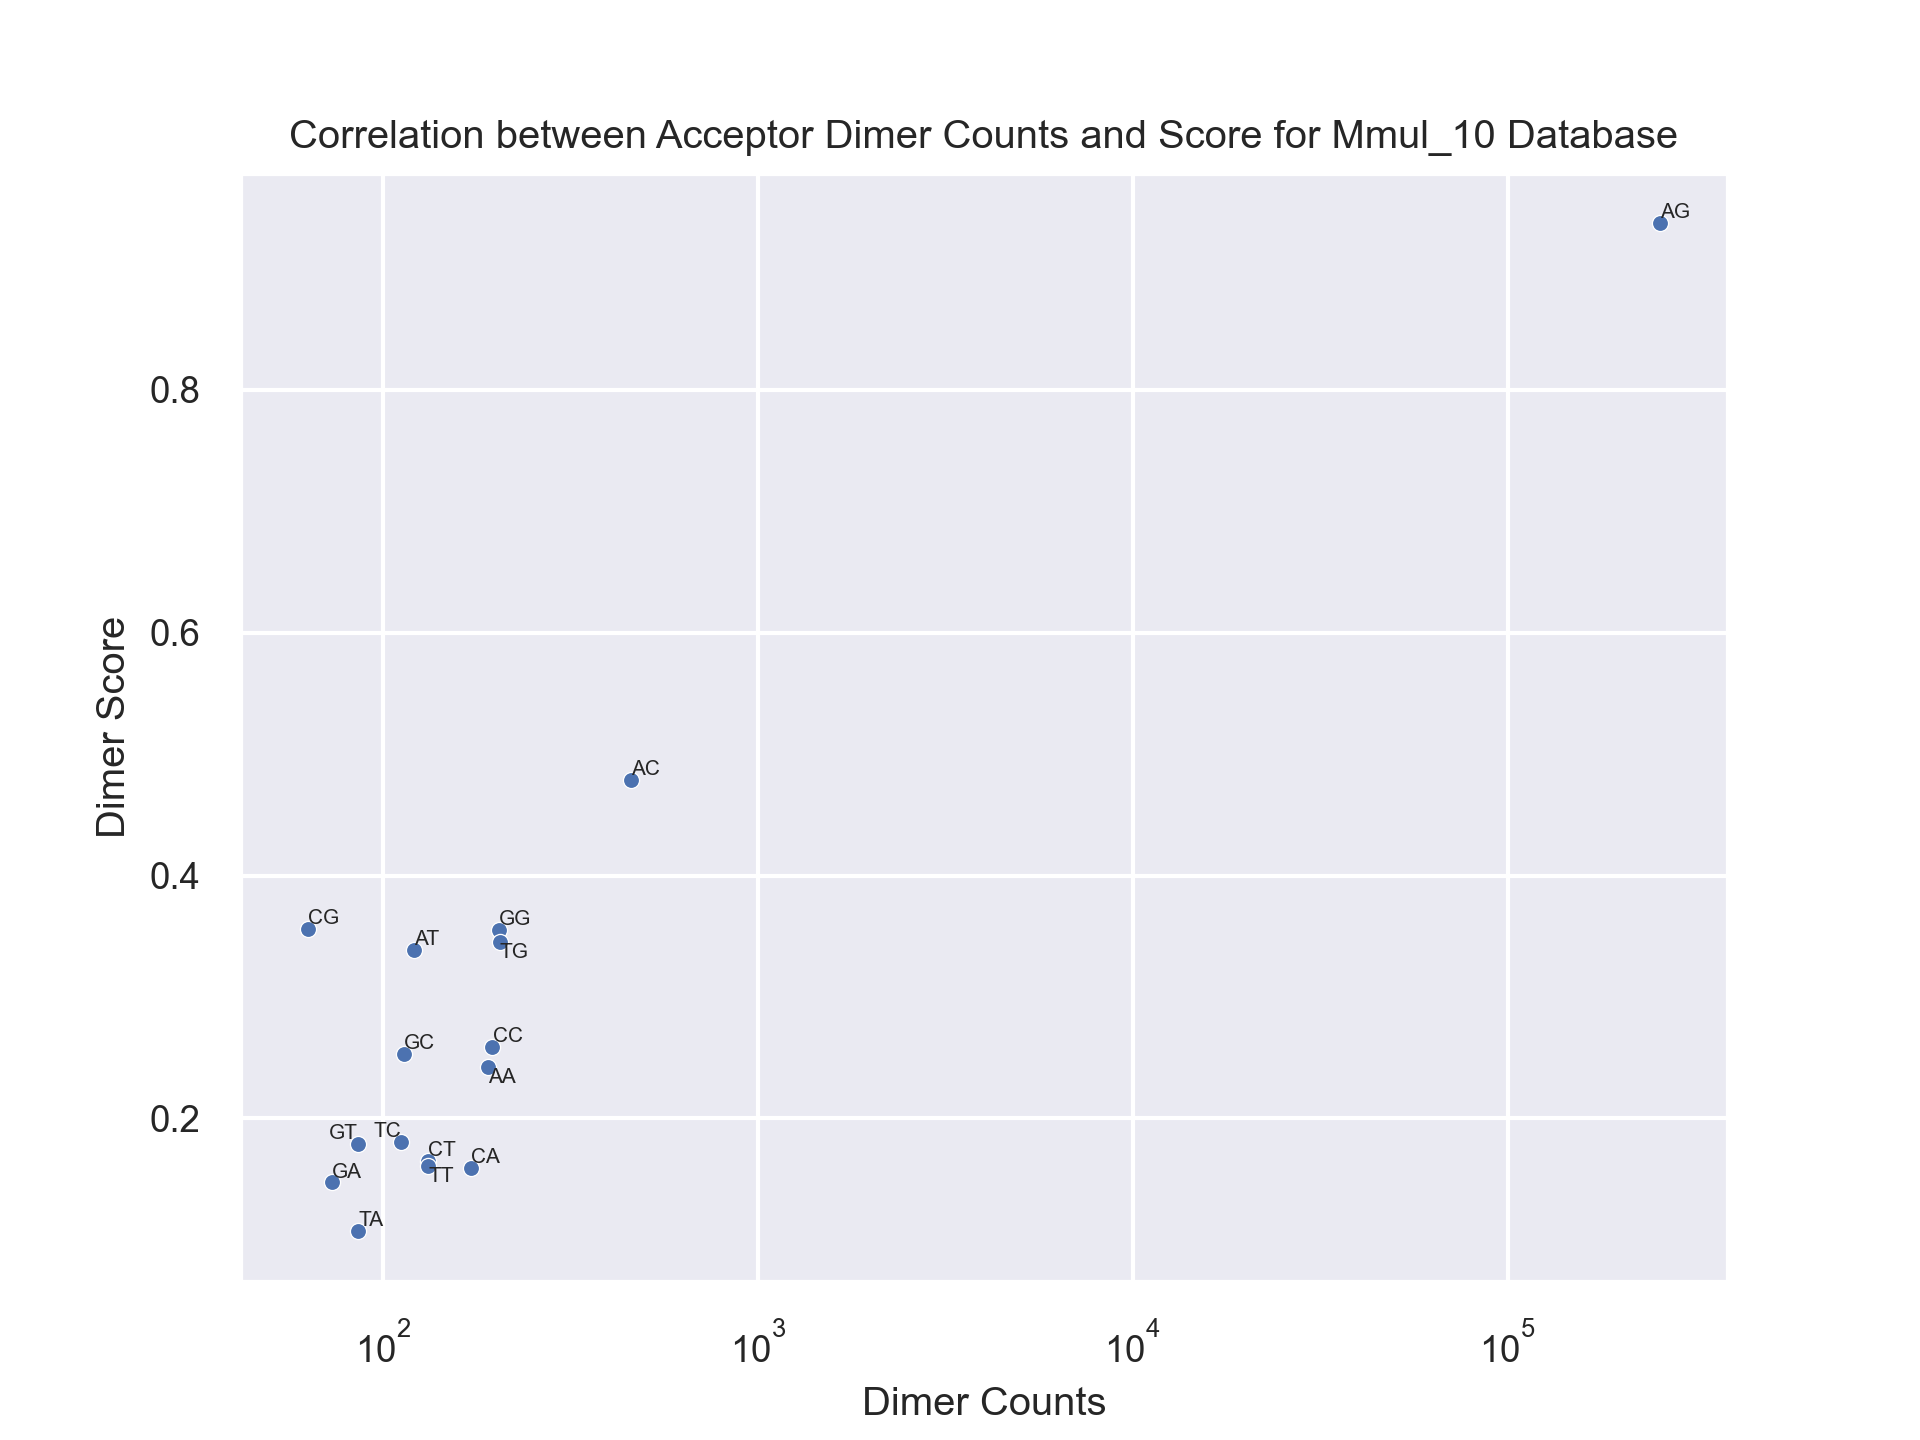 Correlation between Acceptor Dimer Counts and Score for Mmul_10 Database
AG
0.8
0.6
AC
0.4
CG
GG
AT
TG
CC
GC
AA
0.2
GT
TC
CT
CA
TT
GA
TA
Dimer Score
10^2
10^3
10^4
10^5
Dimer Counts